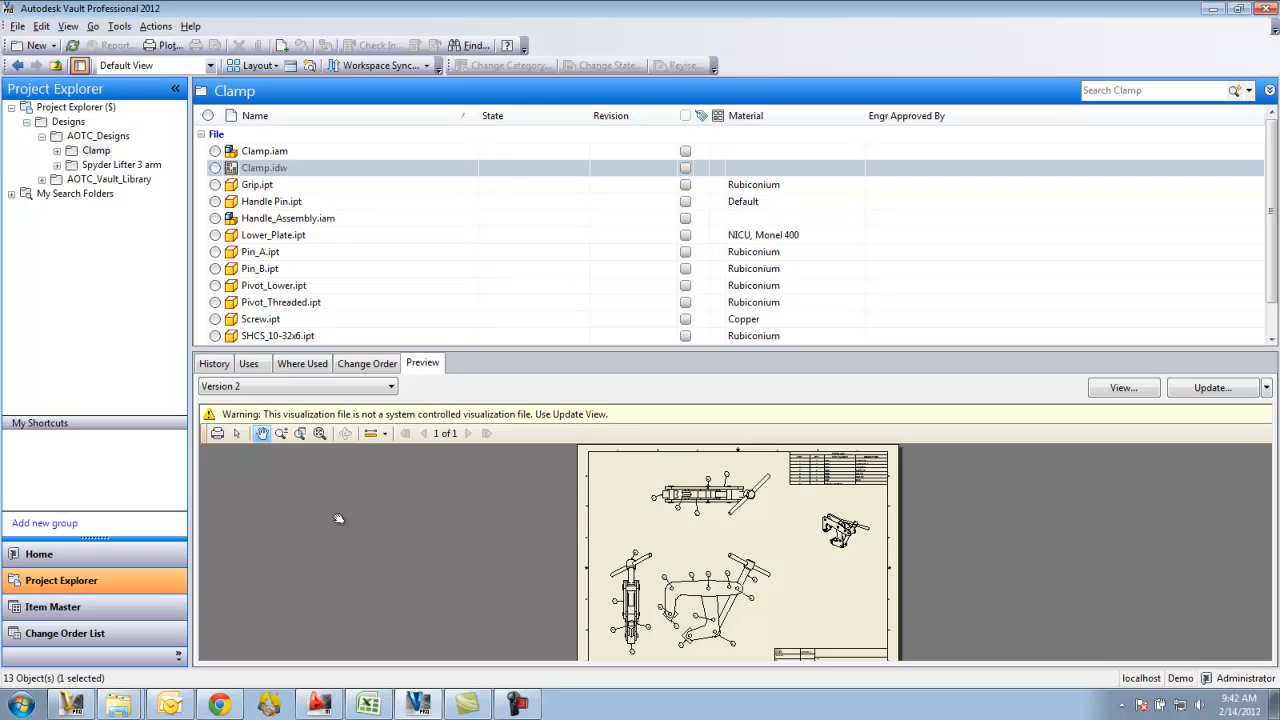 Autodesk Vault Professional 2012
File Edit View Go Tools Actions Help
New Report... Plot... Check In... Find...
Default View Layout Workspace Sync... Change Category... Change State... Revise...
Project Explorer «
Project Explorer ($)
Designs
AOTC_Designs
Clamp
Spyder Lifter 3 arm
AOTC_Vault_Library
My Search Folders
My Shortcuts
Add new group
Home
Project Explorer
Item Master
Change Order List
Clamp Search Clamp
Name State Revision Material Engr Approved By
File
Clamp.iam
Clamp.idw
Grip.ipt Rubiconium
Handle Pin.ipt Default
Handle_Assembly.iam
Lower_Plate.ipt NICU, Monel 400
Pin_A.ipt Rubiconium
Pin_B.ipt Rubiconium
Pivot_Lower.ipt Rubiconium
Pivot_Threaded.ipt Rubiconium
Screw.ipt Copper
SHCS_10-32x6.ipt Rubiconium
History Uses Where Used Change Order Preview
Version 2 View... Update...
Warning: This visualization file is not a system controlled visualization file. Use Update View.
1 of 1
13 Object(s) (1 selected) localhost Demo Administrator
9:42 AM
2/14/2012